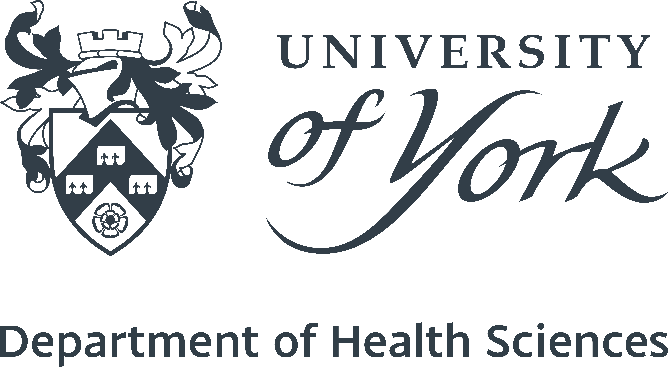 UNIVERSITY
of York
Department of Health Sciences